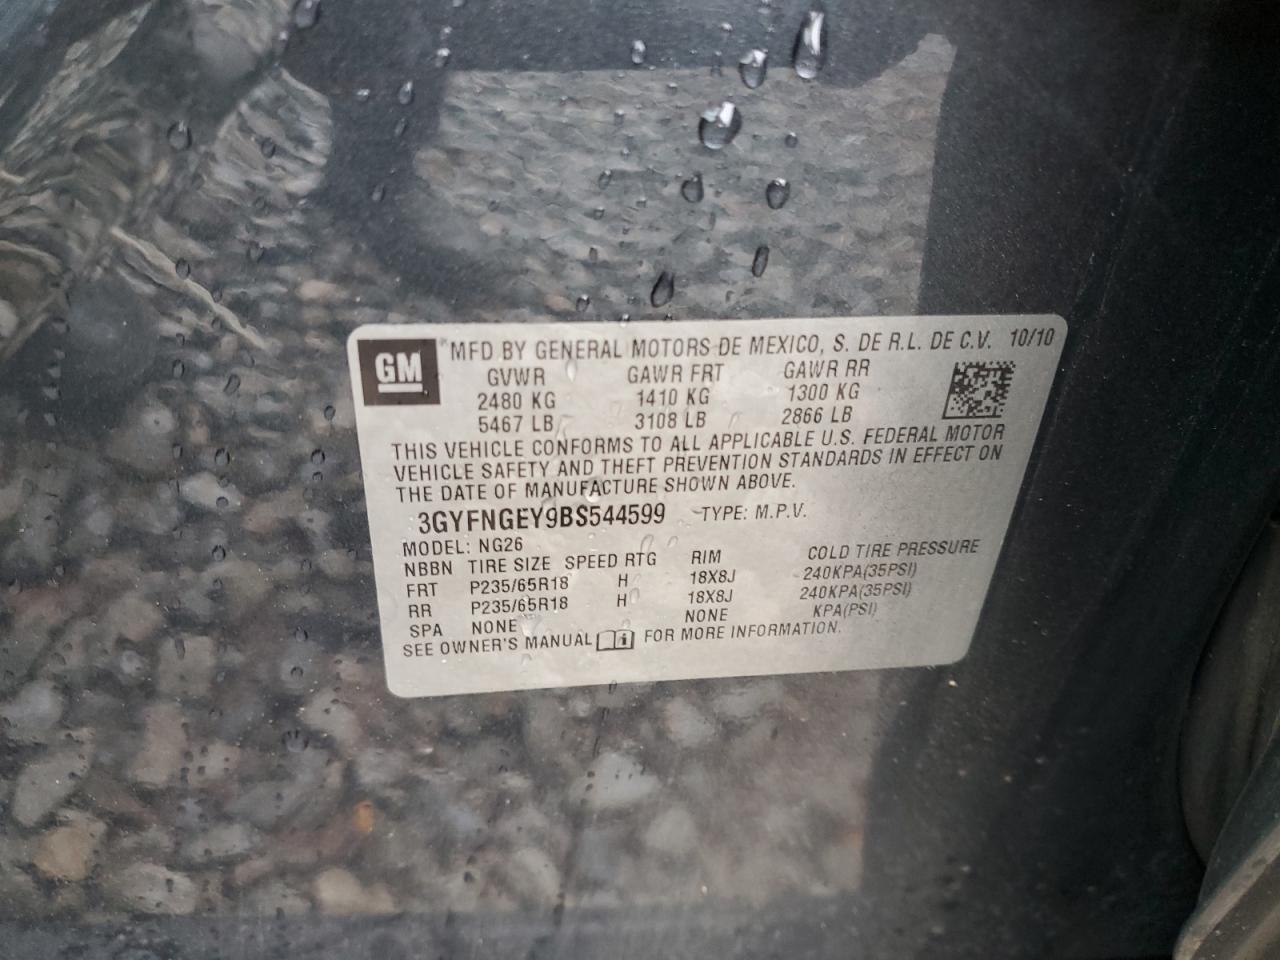 GM
MFD BY GENERAL MOTORS DE MEXICO, S. DE R.L. DE C.V. 10/10
GVWR GAWR FRT GAWR RR
2480 KG 1410 KG 1300 KG
5467 LB 3108 LB 2866 LB
THIS VEHICLE CONFORMS TO ALL APPLICABLE U.S. FEDERAL MOTOR
VEHICLE SAFETY AND THEFT PREVENTION STANDARDS IN EFFECT ON
THE DATE OF MANUFACTURE SHOWN ABOVE.
3GYFNGEY9BS544599 TYPE: M.P.V.
MODEL: NG26
NBBN TIRE SIZE SPEED RTG RIM COLD TIRE PRESSURE
FRT P235/65R18 H 18X8J 240KPA(35PSI)
RR P235/65R18 H 18X8J 240KPA(35PSI)
SPA NONE NONE KPA(PSI)
SEE OWNER'S MANUAL FOR MORE INFORMATION.